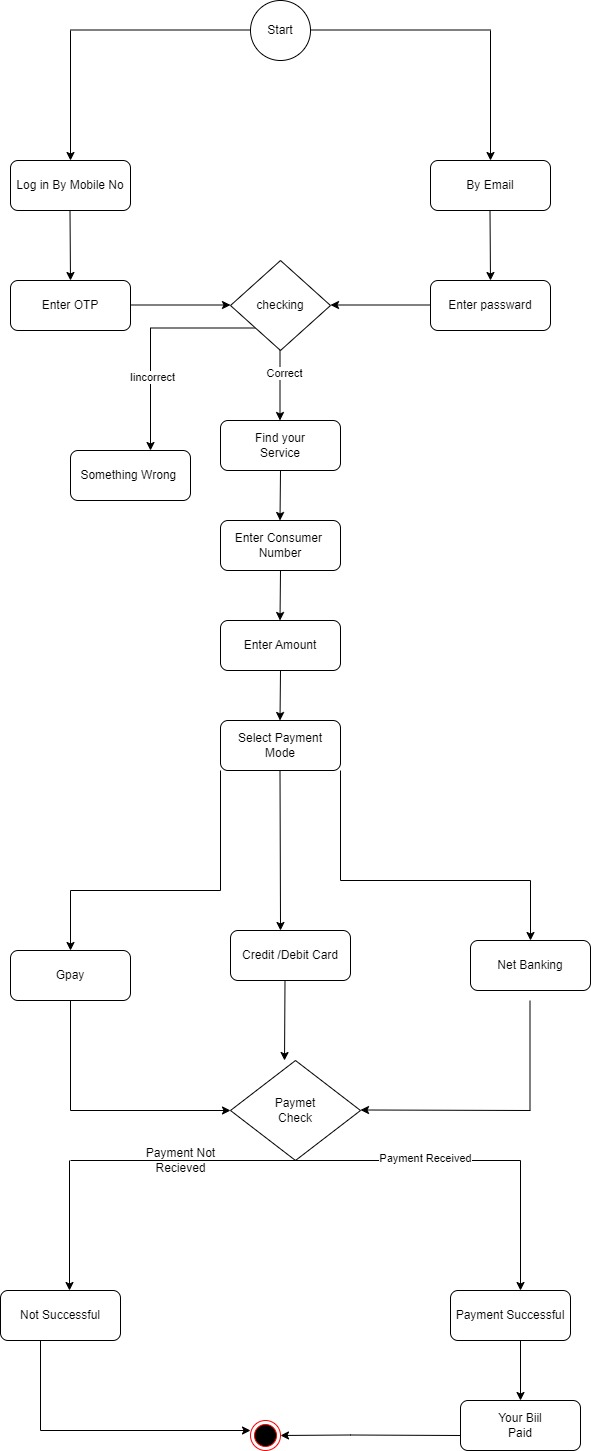 Start
Log in By Mobile No
By Email
Enter OTP
checking
Enter passward
Iincorrect
Correct
Find your
Service
Something Wrong
Enter Consumer
Number
Enter Amount
Select Payment
Mode
Gpay
Credit /Debit Card
Net Banking
Paymet
Check
Payment Not
Recieved
Payment Received
Not Successful
Payment Successful
Your Biil
Paid